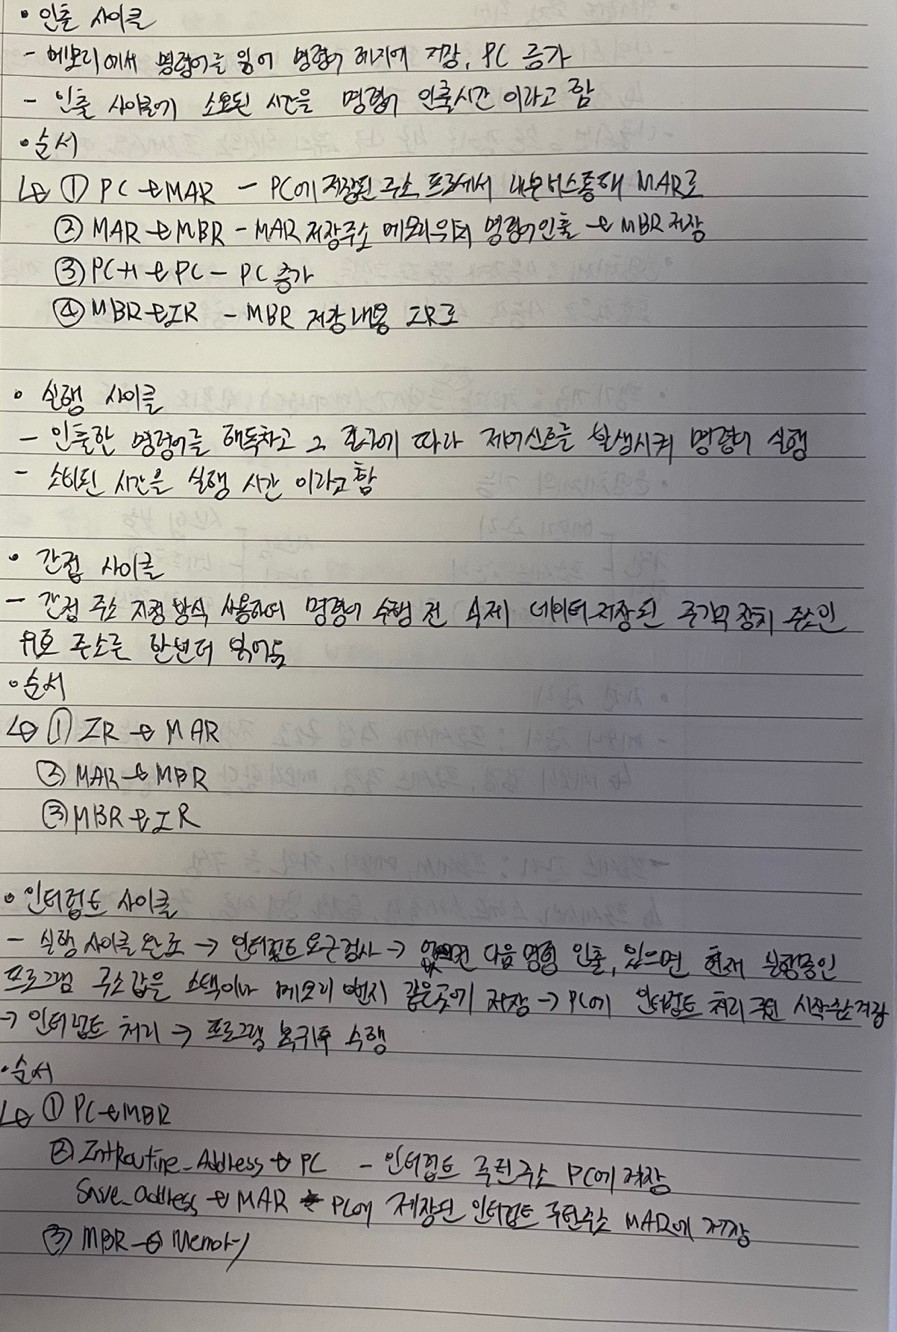 • 인출 사이클
- 메모리에서 명령어를 읽어 명령어 레지에 저장, PC 증가
- 인출 사이클에 소요된 시간을 명령어 인출시간 이라고 함
• 순서
↳ ① PC → MAR - PC에 저장된 주소 프로세서 내부버스통해 MAR로
② MAR → MBR - MAR 저장주소 메모리부터 명령어인출 → MBR 저장
③ PC+1 → PC - PC 증가
④ MBR → IR - MBR 저장내용 IR로
• 실행 사이클
- 인출한 명령어를 해독하고 그 결과에 따라 제어신호를 발생시켜 명령어 실행
- 소비된 시간을 실행 시간 이라고 함
• 간접 사이클
- 간접 주소 지정 방식 사용하며 명령어 수행 전 실제 데이터저장된 주기억 장치 주소인
유효 주소를 한번더 읽어옴
• 순서
↳ ① IR → MAR
② MAR → MBR
③ MBR → IR
• 인터럽트 사이클
- 실행 사이클 완료 → 인터럽트 요구 검사 → 없으면 다음 명령 인출, 있으면 현재 실행중인
프로그램 주소값을 스택이나 메모리 번지 같은곳에 저장 → PC에 인터럽트 처리 루틴 시작 저장
→ 인터럽트 처리 → 프로그램 복귀후 수행
• 순서
↳ ① PC → MBR
② IntRoutine_Address → PC - 인터럽트 루틴주소 PC에 저장
Save_Address → MAR - PC에 저장된 인터럽트 루틴주소 MAR에 저장
③ MBR → Memory